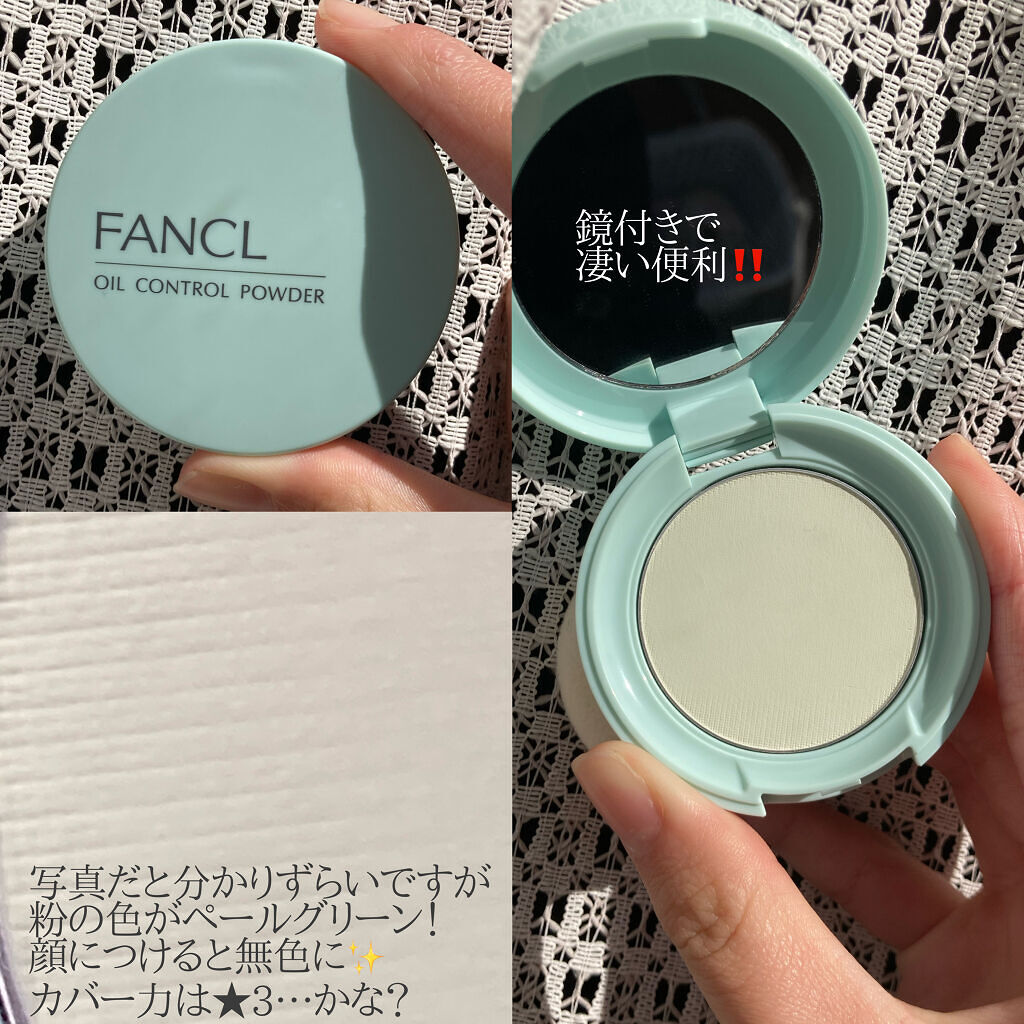 FANCL
OIL CONTROL POWDER
鏡付きで
凄い便利‼️
写真だと分かりずらいですが
粉の色がペールグリーン!
顔につけると無色に✨
カバー力は★3…かな?